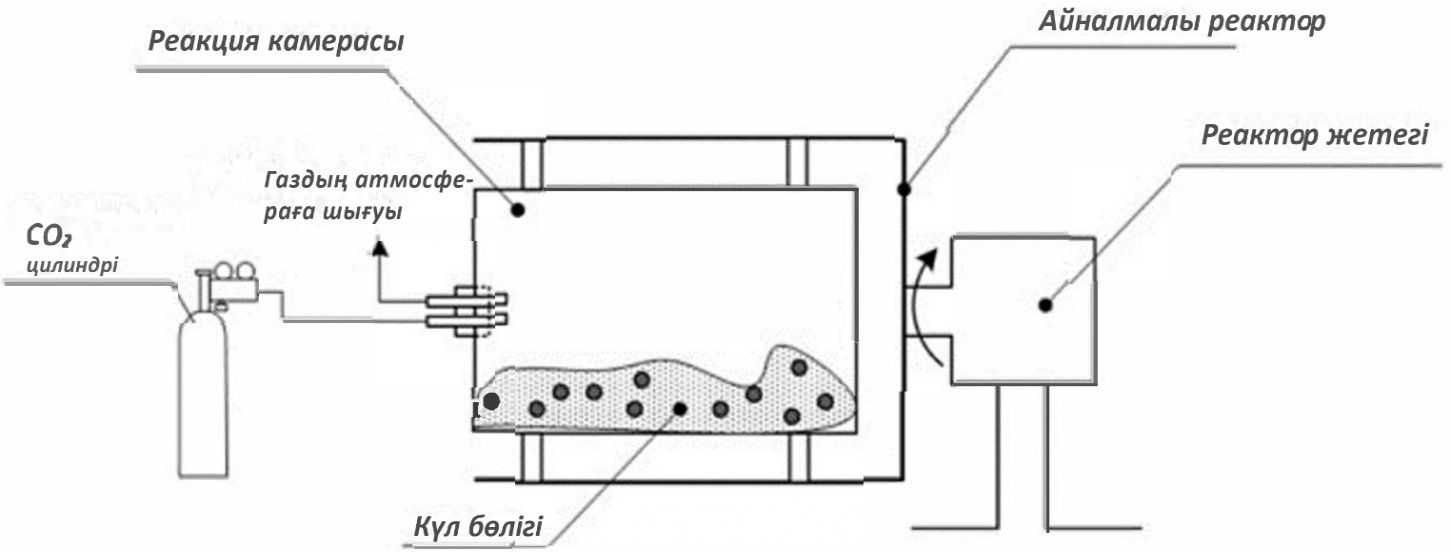 Реакция камерасы
Айналмалы реактор
Реактор жетегі
Газдың атмосфе-
раға шығуы
CO₂
цилиндрі
Күл бөлігі